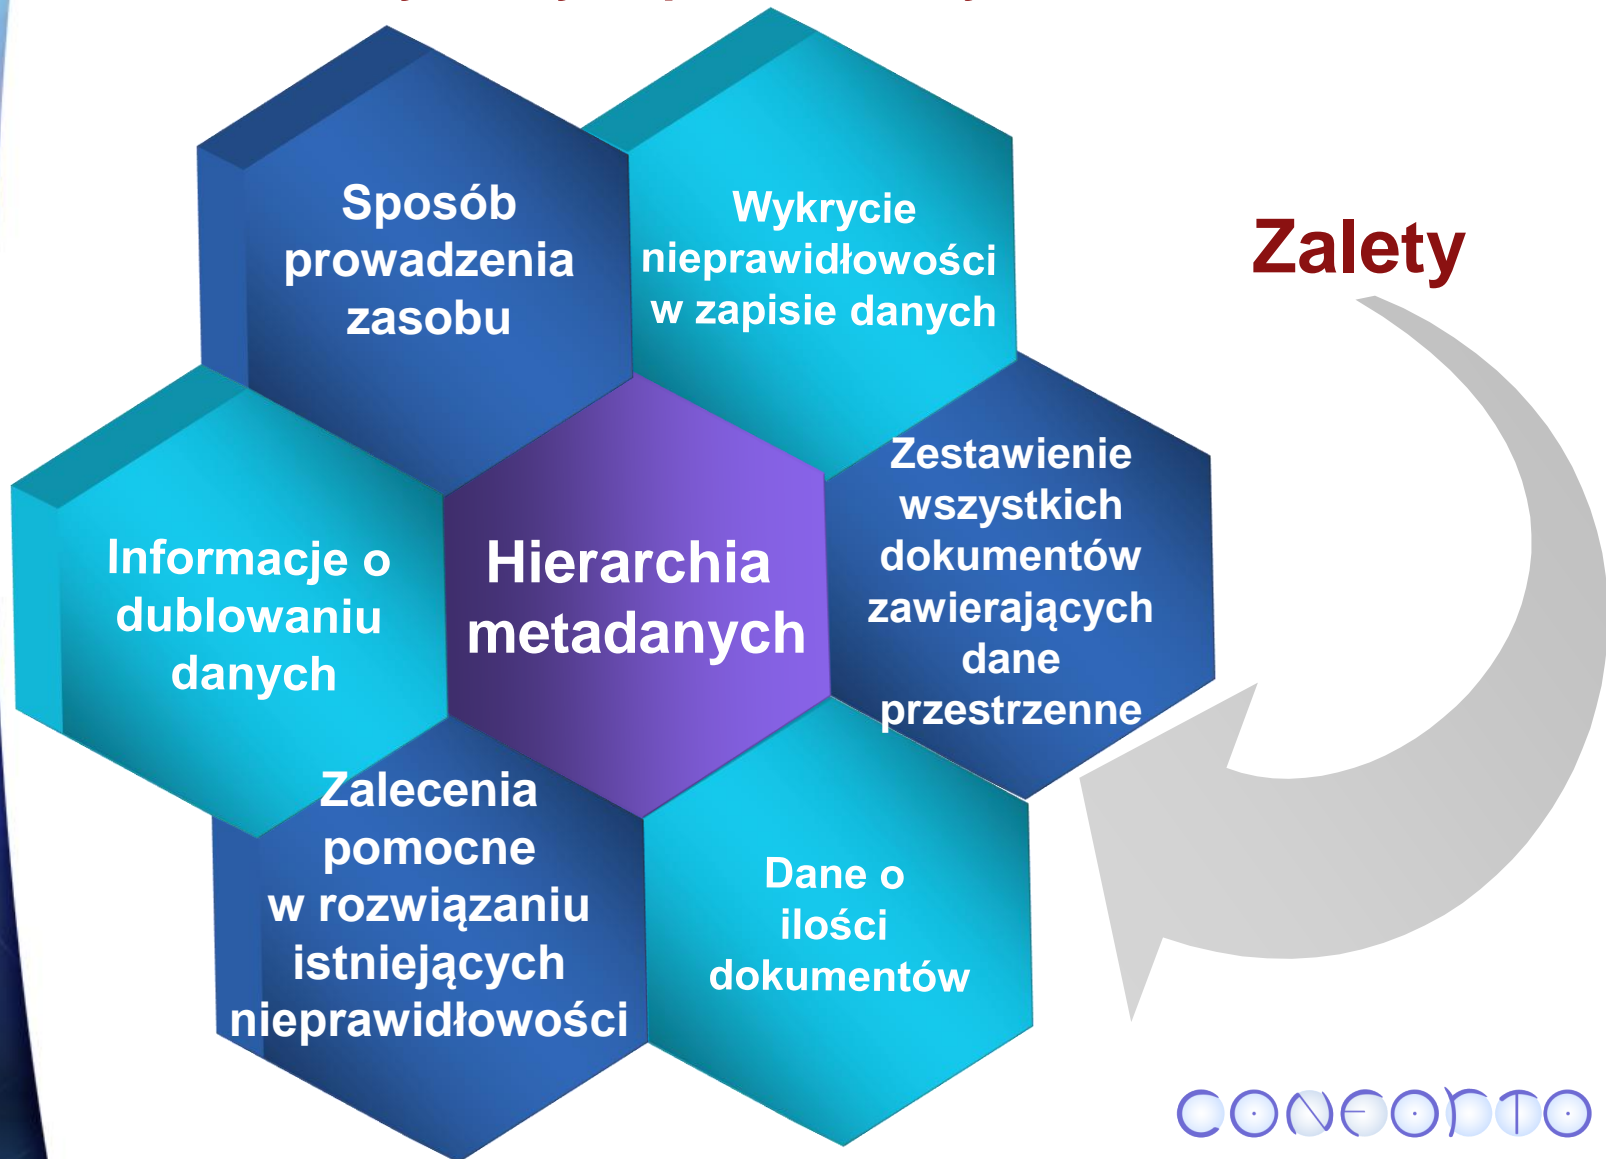 Sposób
prowadzenia
zasobu
Wykrycie
nieprawidłowości
w zapisie danych
Zalety
Zestawienie
wszystkich
dokumentów
zawierających
dane
przestrzenne
Informacje o
dublowaniu
danych
Hierarchia
metadanych
Zalecenia
pomocne
w rozwiązaniu
istniejących
nieprawidłowości
Dane o
ilości
dokumentów